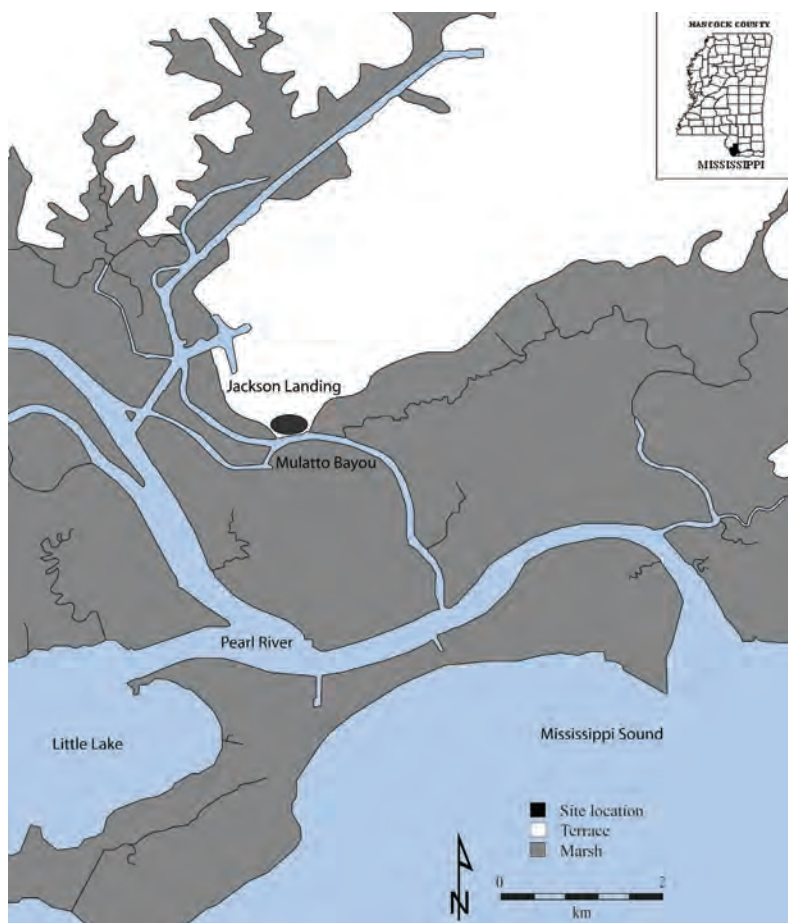 HANCOCK COUNTY
MISSISSIPPI
Jackson Landing
Mulatto Bayou
Pearl River
Little Lake
Mississippi Sound
Site location
Terrace
Marsh
N
0 2
km